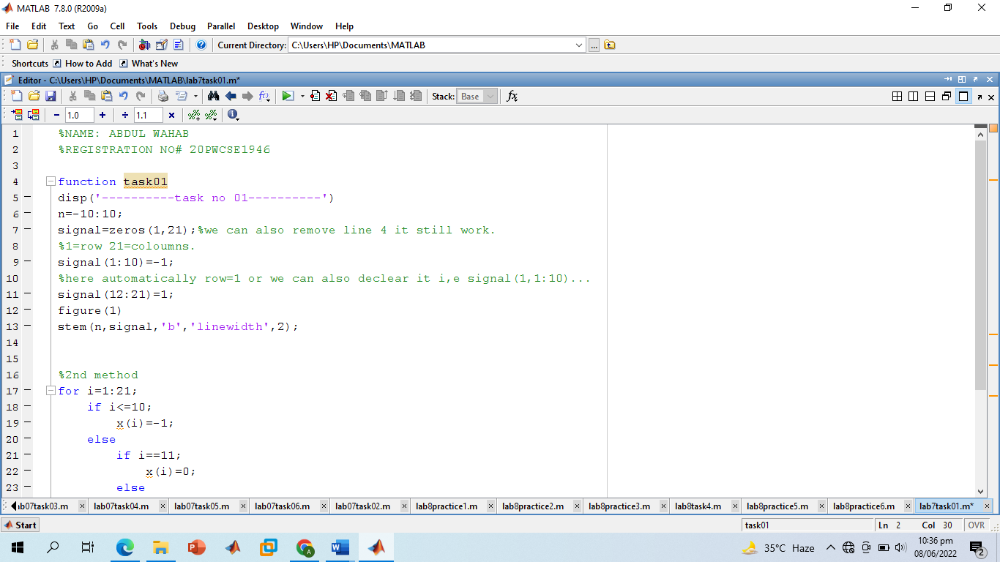 MATLAB 7.8.0 (R2009a)
File Edit Text Go Cell Tools Debug Parallel Desktop Window Help
Current Directory: C:\Users\HP\Documents\MATLAB ...
Shortcuts How to Add What's New
Editor - C:\Users\HP\Documents\MATLAB\lab7task01.m*
Stack: Base fx
- 1.0 + ÷ 1.1 ×
1 %NAME: ABDUL WAHAB
2 %REGISTRATION NO# 20PWCSE1946
3
4 function task01
5 disp('----------task no 01----------')
6 n=-10:10;
7 signal=zeros(1,21);%we can also remove line 4 it still work.
8 %1=row 21=coloumns.
9 signal(1:10)=-1;
10 %here automatically row=1 or we can also declear it i,e signal(1,1:10)...
11 signal(12:21)=1;
12 figure(1)
13 stem(n,signal,'b','linewidth',2);
14
15
16 %2nd method
17 for i=1:21;
18 if i<=10;
19 x(i)=-1;
20 else
21 if i==11;
22 x(i)=0;
23 else
ab07task03.m lab07task04.m lab07task05.m lab07task06.m lab07task02.m lab8practice1.m lab8practice2.m lab8practice3.m lab8task4.m lab8practice5.m lab8practice6.m lab7task01.m*
Start task01 Ln 2 Col 30 OVR
35°C Haze 10:36 pm
08/06/2022 2